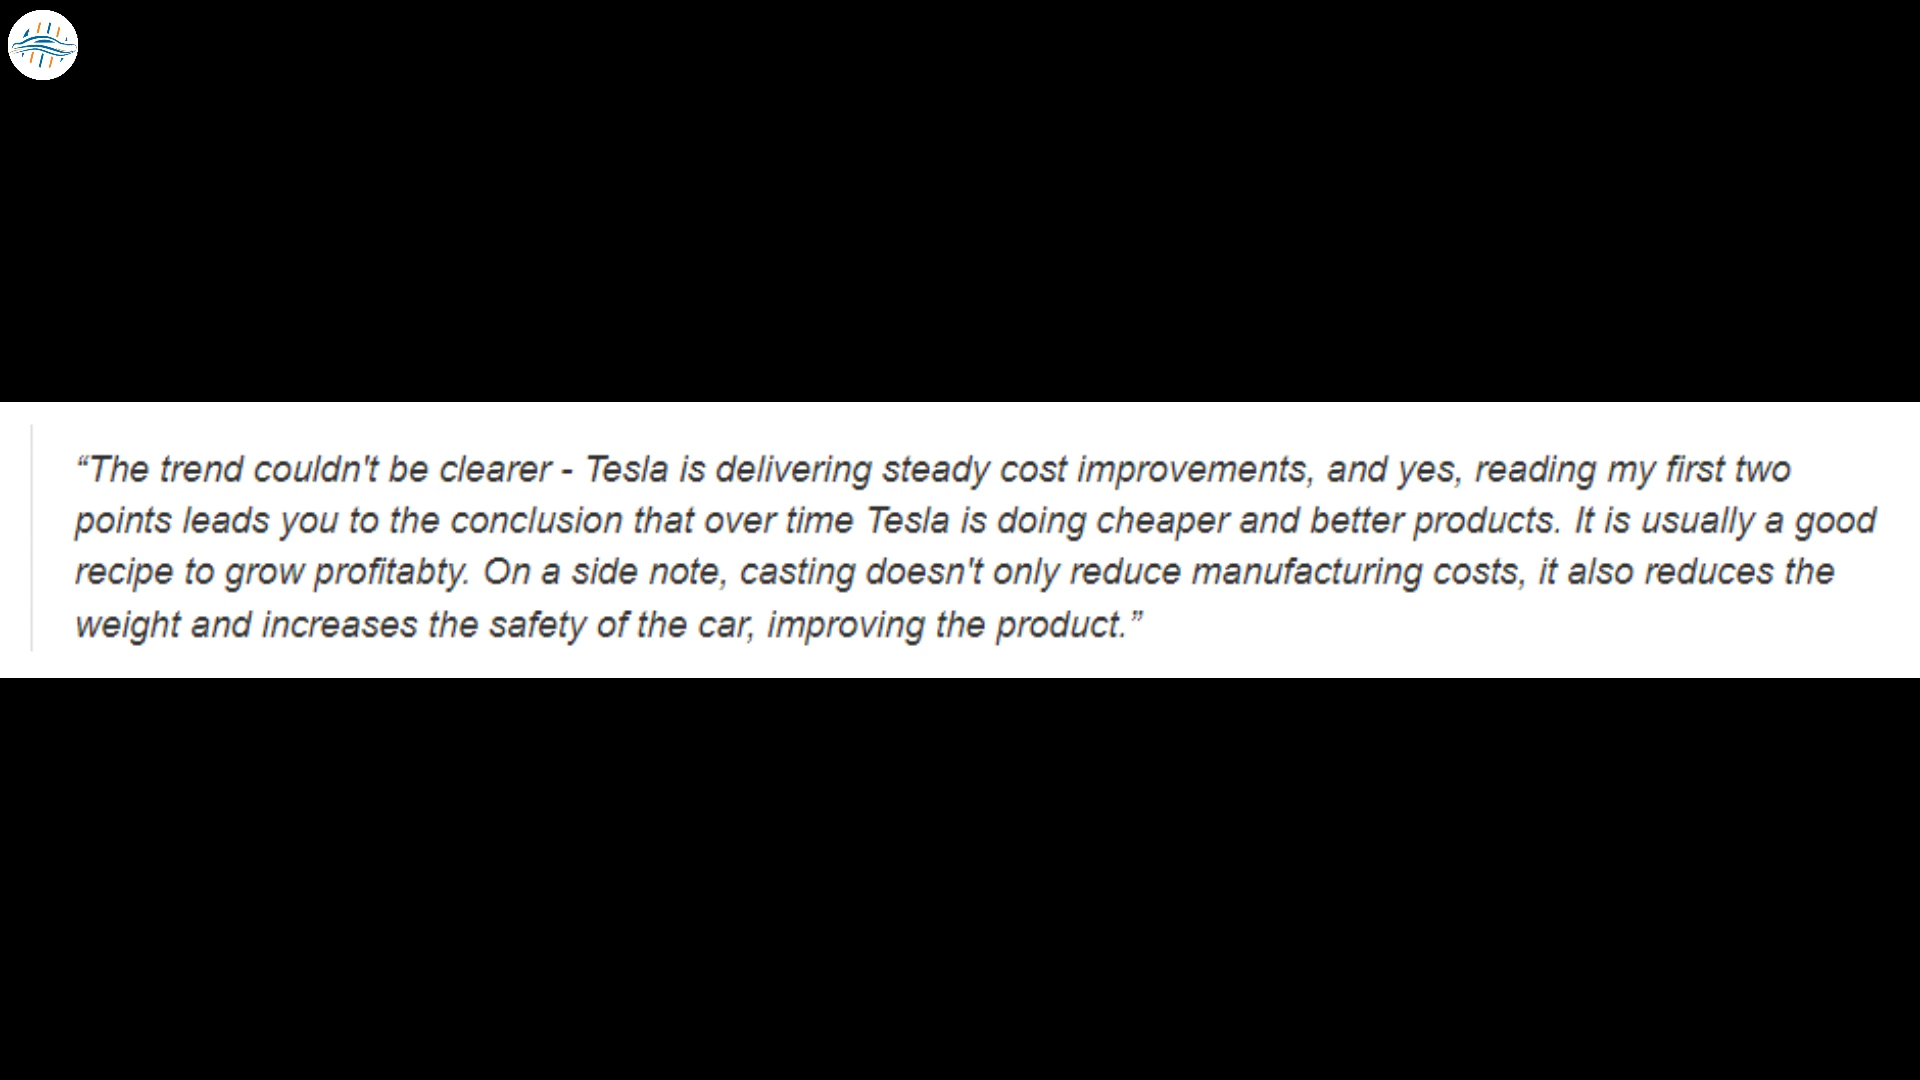 “The trend couldn't be clearer - Tesla is delivering steady cost improvements, and yes, reading my first two
points leads you to the conclusion that over time Tesla is doing cheaper and better products. It is usually a good
recipe to grow profitabty. On a side note, casting doesn't only reduce manufacturing costs, it also reduces the
weight and increases the safety of the car, improving the product.”